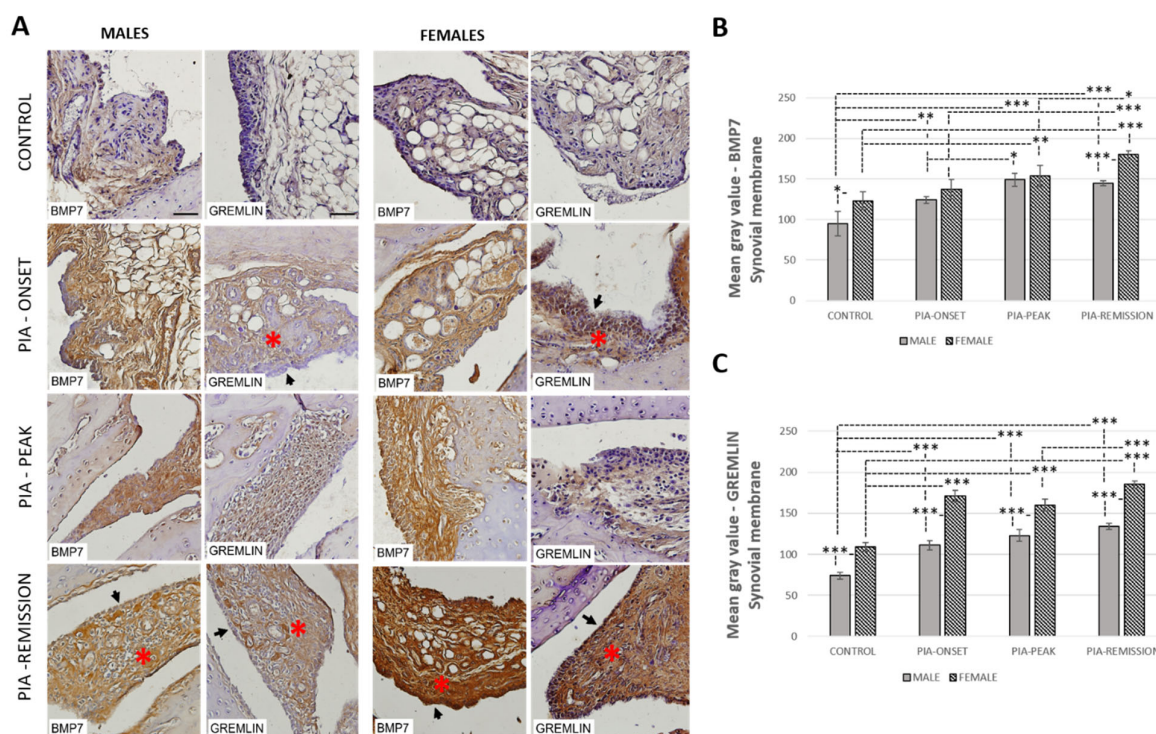 A
MALES
FEMALES
CONTROL
BMP7
GREMLIN
BMP7
GREMLIN
PIA - ONSET
BMP7
GREMLIN
BMP7
GREMLIN
PIA - PEAK
BMP7
GREMLIN
BMP7
GREMLIN
PIA -REMISSION
BMP7
GREMLIN
BMP7
GREMLIN
B
Mean gray value - BMP7
Synovial membrane
250
200
150
100
50
0
***
*
***
**
***
***
**
*
***
*
CONTROL
PIA-ONSET
PIA-PEAK
PIA-REMISSION
MALE
FEMALE
C
Mean gray value - GREMLIN
Synovial membrane
250
200
150
100
50
0
***
***
***
***
***
***
***
***
***
***
***
CONTROL
PIA-ONSET
PIA-PEAK
PIA-REMISSION
MALE
FEMALE